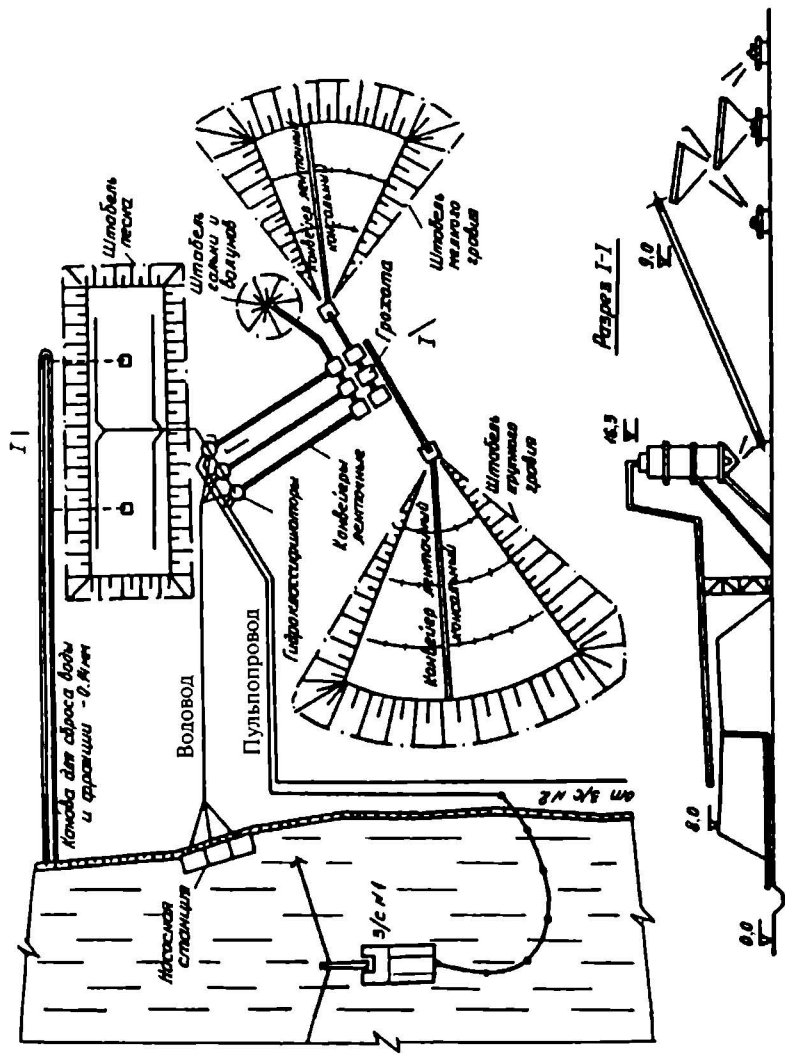 I
Канава для сброса воды
и фракции -0.14мм
Штабель
песка
Водовод
Насосная
станция
Пульпопровод
З/с №1
от З/с №2
Гидроклассификаторы
Конвейеры
ленточные
Штабель
гальки и
валунов
Грохота
I
Конвейер ленточный
консольный
Штабель
мелкого
гравия
Конвейер ленточный
консольный
Штабель
крупного
гравия
Разрез I-I
0,0
8.0
16.3
9.0